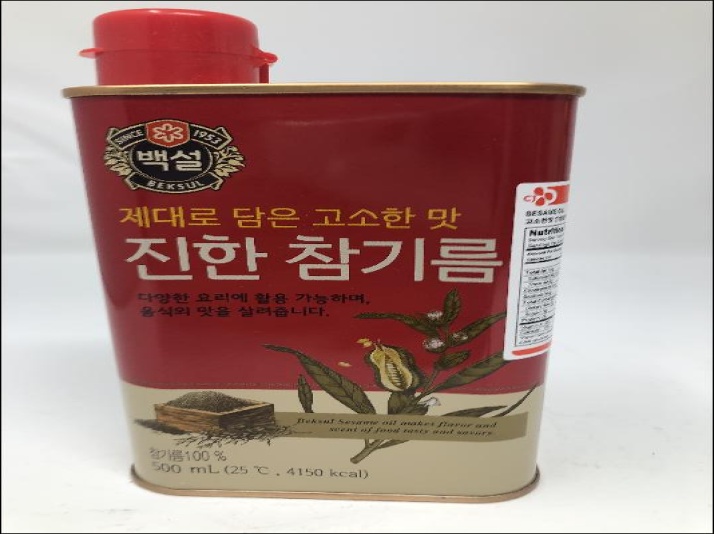 SINCE 1953
백설
BEKSUL
제대로 담은 고소한 맛
진한 참기름
다양한 요리에 활용 가능하며,
음식의 맛을 살려줍니다.
Beksul Sesame oil makes flavor and
scent of food tasty and savory.
참기름100 %
500 mL (25 ℃, 4150 kcal)
CJ
SESAME
Nutrition